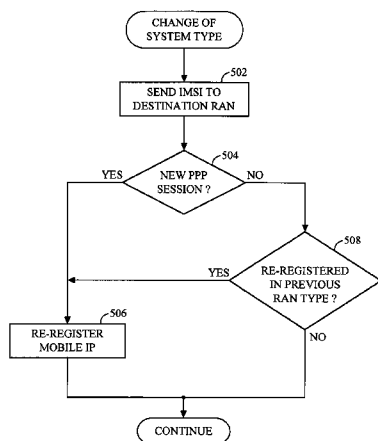 CHANGE OF
SYSTEM TYPE
502
SEND IMSI TO
DESTINATION RAN
504
YES
NEW PPP
SESSION ?
NO
508
YES
RE-REGISTERED
IN PREVIOUS
RAN TYPE ?
506
RE-REGISTER
MOBILE IP
NO
CONTINUE